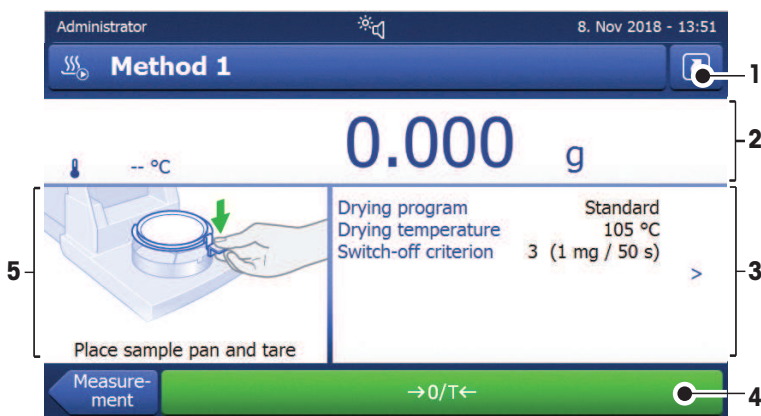 Administrator 8. Nov 2018 - 13:51
Method 1
1
0.000 g
2
-- °C
Drying program Standard
Drying temperature 105 °C
Switch-off criterion 3 (1 mg / 50 s)
>
3
5
Place sample pan and tare
Measure-
ment
→0/T←
4